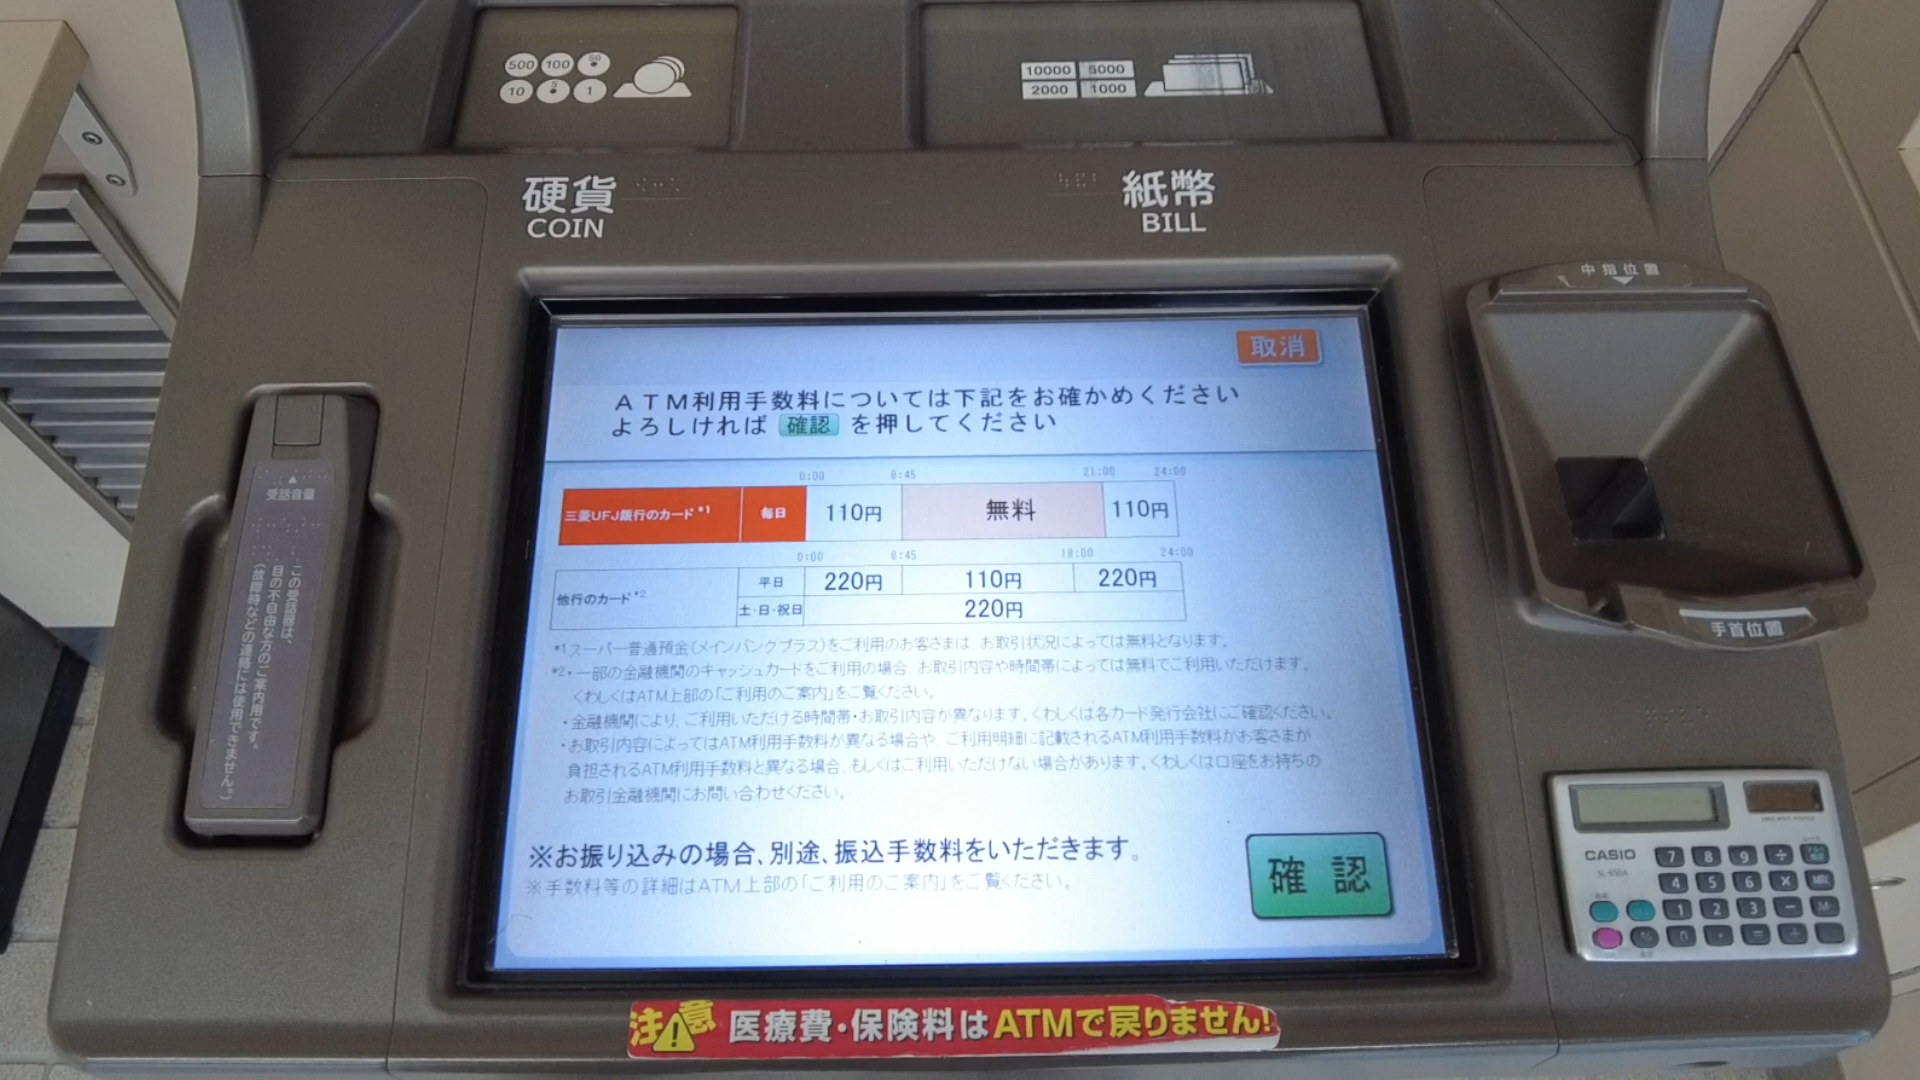 500 100 50
10 5 1
10000 5000
2000 1000
硬貨
COIN
紙幣
BILL
中指位置
手首位置
受話音量
この受話器は、
目の不自由な方のご案内用です。
(故障時などの連絡には使用できません。)
取消
ATM利用手数料については下記をお確かめください
よろしければ 確認 を押してください
0:00 8:45 21:00 24:00
三菱UFJ銀行のカード*1 毎日 110円 無料 110円
0:00 8:45 18:00 24:00
他行のカード*2 平日 220円 110円 220円
土・日・祝日 220円
*1スーパー普通預金(メインバンクプラス)をご利用のお客さまは、お取引状況によっては無料となります。
*2・一部の金融機関のキャッシュカードをご利用の場合、お取引内容や時間帯によっては無料でご利用いただけます。
くわしくはATM上部の「ご利用のご案内」をご覧ください。
・金融機関により、ご利用いただける時間帯・お取引内容が異なります。くわしくは各カード発行会社にご確認ください。
・お取引内容によってはATM利用手数料が異なる場合や、ご利用明細に記載されるATM利用手数料がお客さまが
負担されるATM利用手数料と異なる場合、もしくはご利用いただけない場合があります。くわしくは口座をお持ちの
お取引金融機関にお問い合わせください。
※お振り込みの場合、別途、振込手数料をいただきます。
※手数料等の詳細はATM上部の「ご利用のご案内」をご覧ください。
確認
CASIO
7 8 9 ÷
4 5 6 ×
1 2 3 −
0 · = +
注意 医療費・保険料はATMで戻りません!